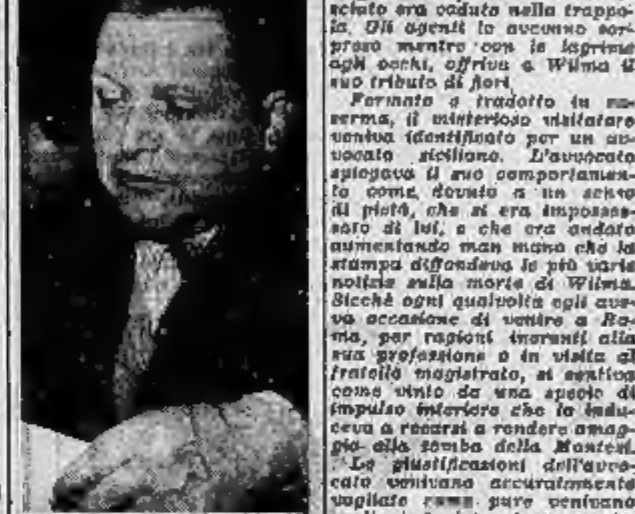 sciuto era caduto nella trappo-
la. Gli agenti lo avevano sor-
preso mentre con le lagrime
agli occhi, offriva a Wilma il
suo tributo di fiori.
Fermato e tradotto in ca-
serma, il misterioso visitatore
veniva identificato per un av-
vocato siciliano. L'avvocato
spiegava il suo comportamen-
to come dovuto a un senso
di pietà, che si era imposses-
sato di lui, e che era andato
aumentando man mano che la
stampa diffondeva le più varie
notizie sulla morte di Wilma.
Sicchè ogni qualvolta egli ave-
va occasione di venire a Ro-
ma, per ragioni inerenti alla
sua professione o in visita al
fratello magistrato, si sentiva
come vinto da una specie di
impulso interiore che lo indu-
ceva a recarsi a rendere omag-
gio alla tomba della Montesi.
Le giustificazioni dell'avvo-
cato venivano accuratamente
vagliate come pure venivano